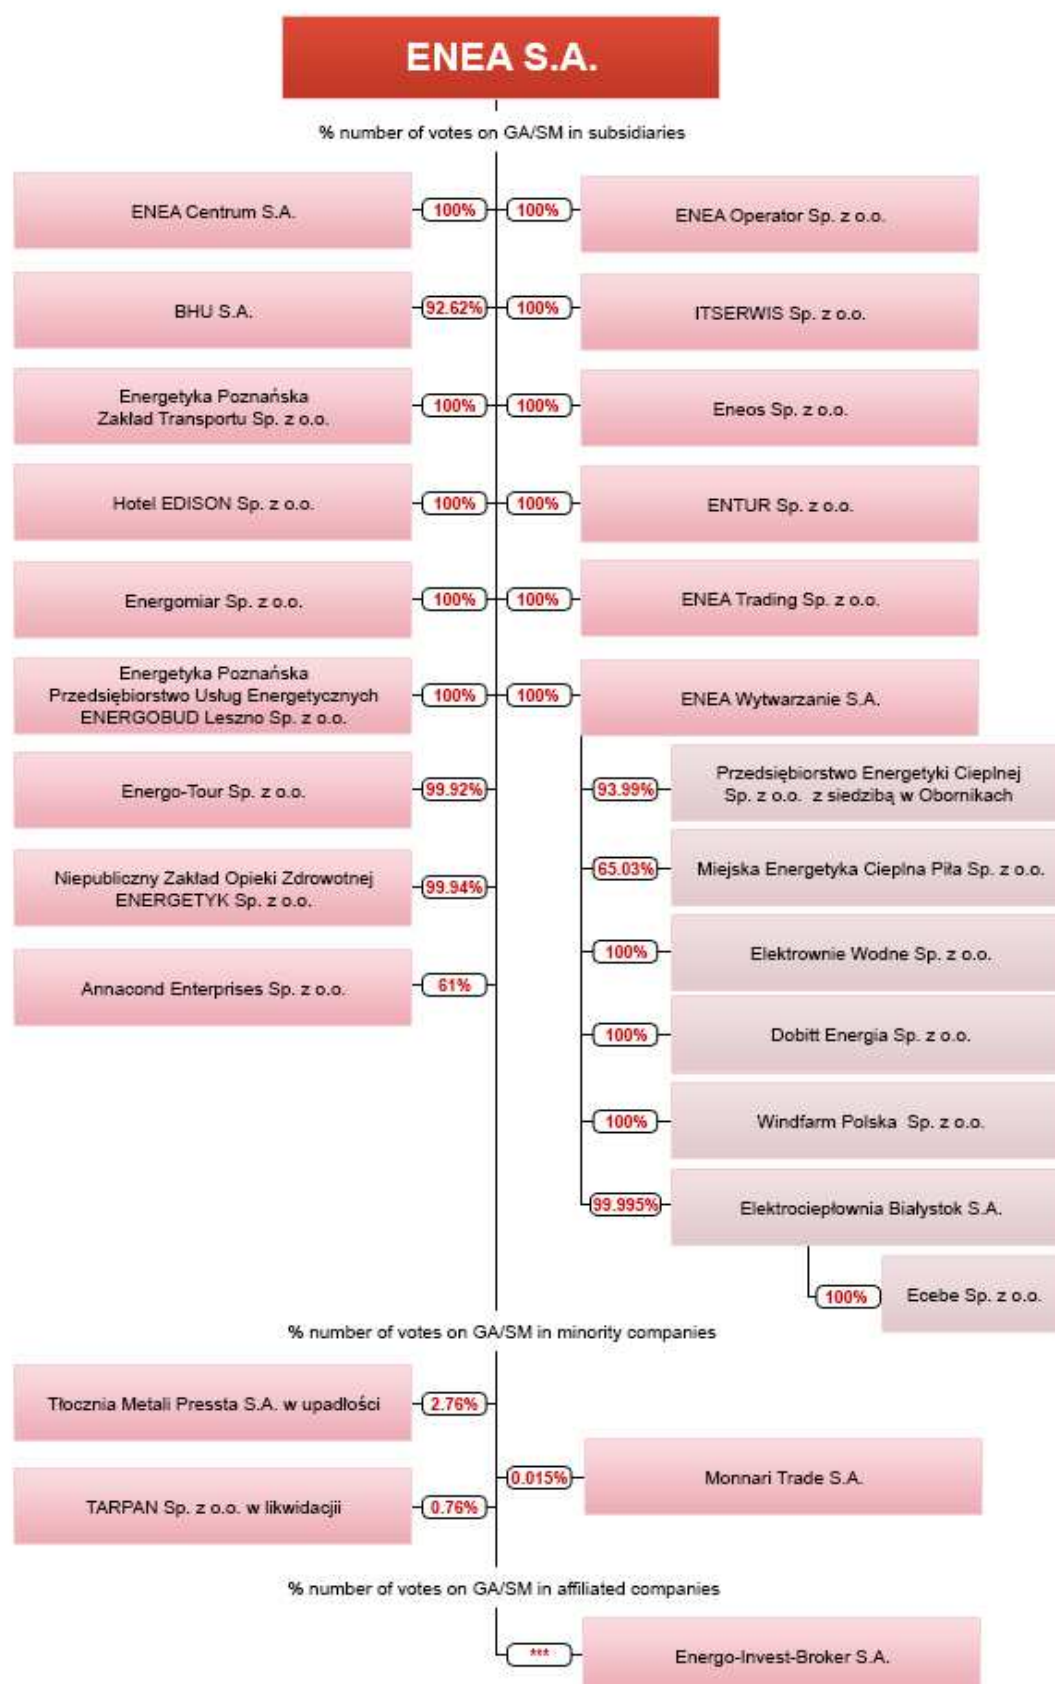 ENEA S.A.
% number of votes on GA/SM in subsidiaries
ENEA Centrum S.A.
100%
100%
ENEA Operator Sp. z o.o.
BHU S.A.
92.62%
100%
ITSERWIS Sp. z o.o.
Energetyka Poznańska
Zakład Transportu Sp. z o.o.
100%
100%
Eneos Sp. z o.o.
Hotel EDISON Sp. z o.o.
100%
100%
ENTUR Sp. z o.o.
Energomiar Sp. z o.o.
100%
100%
ENEA Trading Sp. z o.o.
Energetyka Poznańska
Przedsiębiorstwo Usług Energetycznych
ENERGOBUD Leszno Sp. z o.o.
100%
100%
ENEA Wytwarzanie S.A.
Energo-Tour Sp. z o.o.
99.92%
93.99%
Przedsiębiorstwo Energetyki Cieplnej
Sp. z o.o. z siedzibą w Obornikach
Niepubliczny Zakład Opieki Zdrowotnej
ENERGETYK Sp. z o.o.
99.94%
65.03%
Miejska Energetyka Cieplna Piła Sp. z o.o.
Annacond Enterprises Sp. z o.o.
61%
100%
Elektrownie Wodne Sp. z o.o.
100%
Dobitt Energia Sp. z o.o.
100%
Windfarm Polska Sp. z o.o.
99.995%
Elektrociepłownia Białystok S.A.
100%
Ecebe Sp. z o.o.
% number of votes on GA/SM in minority companies
Tłocznia Metali Pressta S.A. w upadłości
2.76%
0.015%
Monnari Trade S.A.
TARPAN Sp. z o.o. w likwidacjii
0.76%
% number of votes on GA/SM in affiliated companies
***
Energo-Invest-Broker S.A.